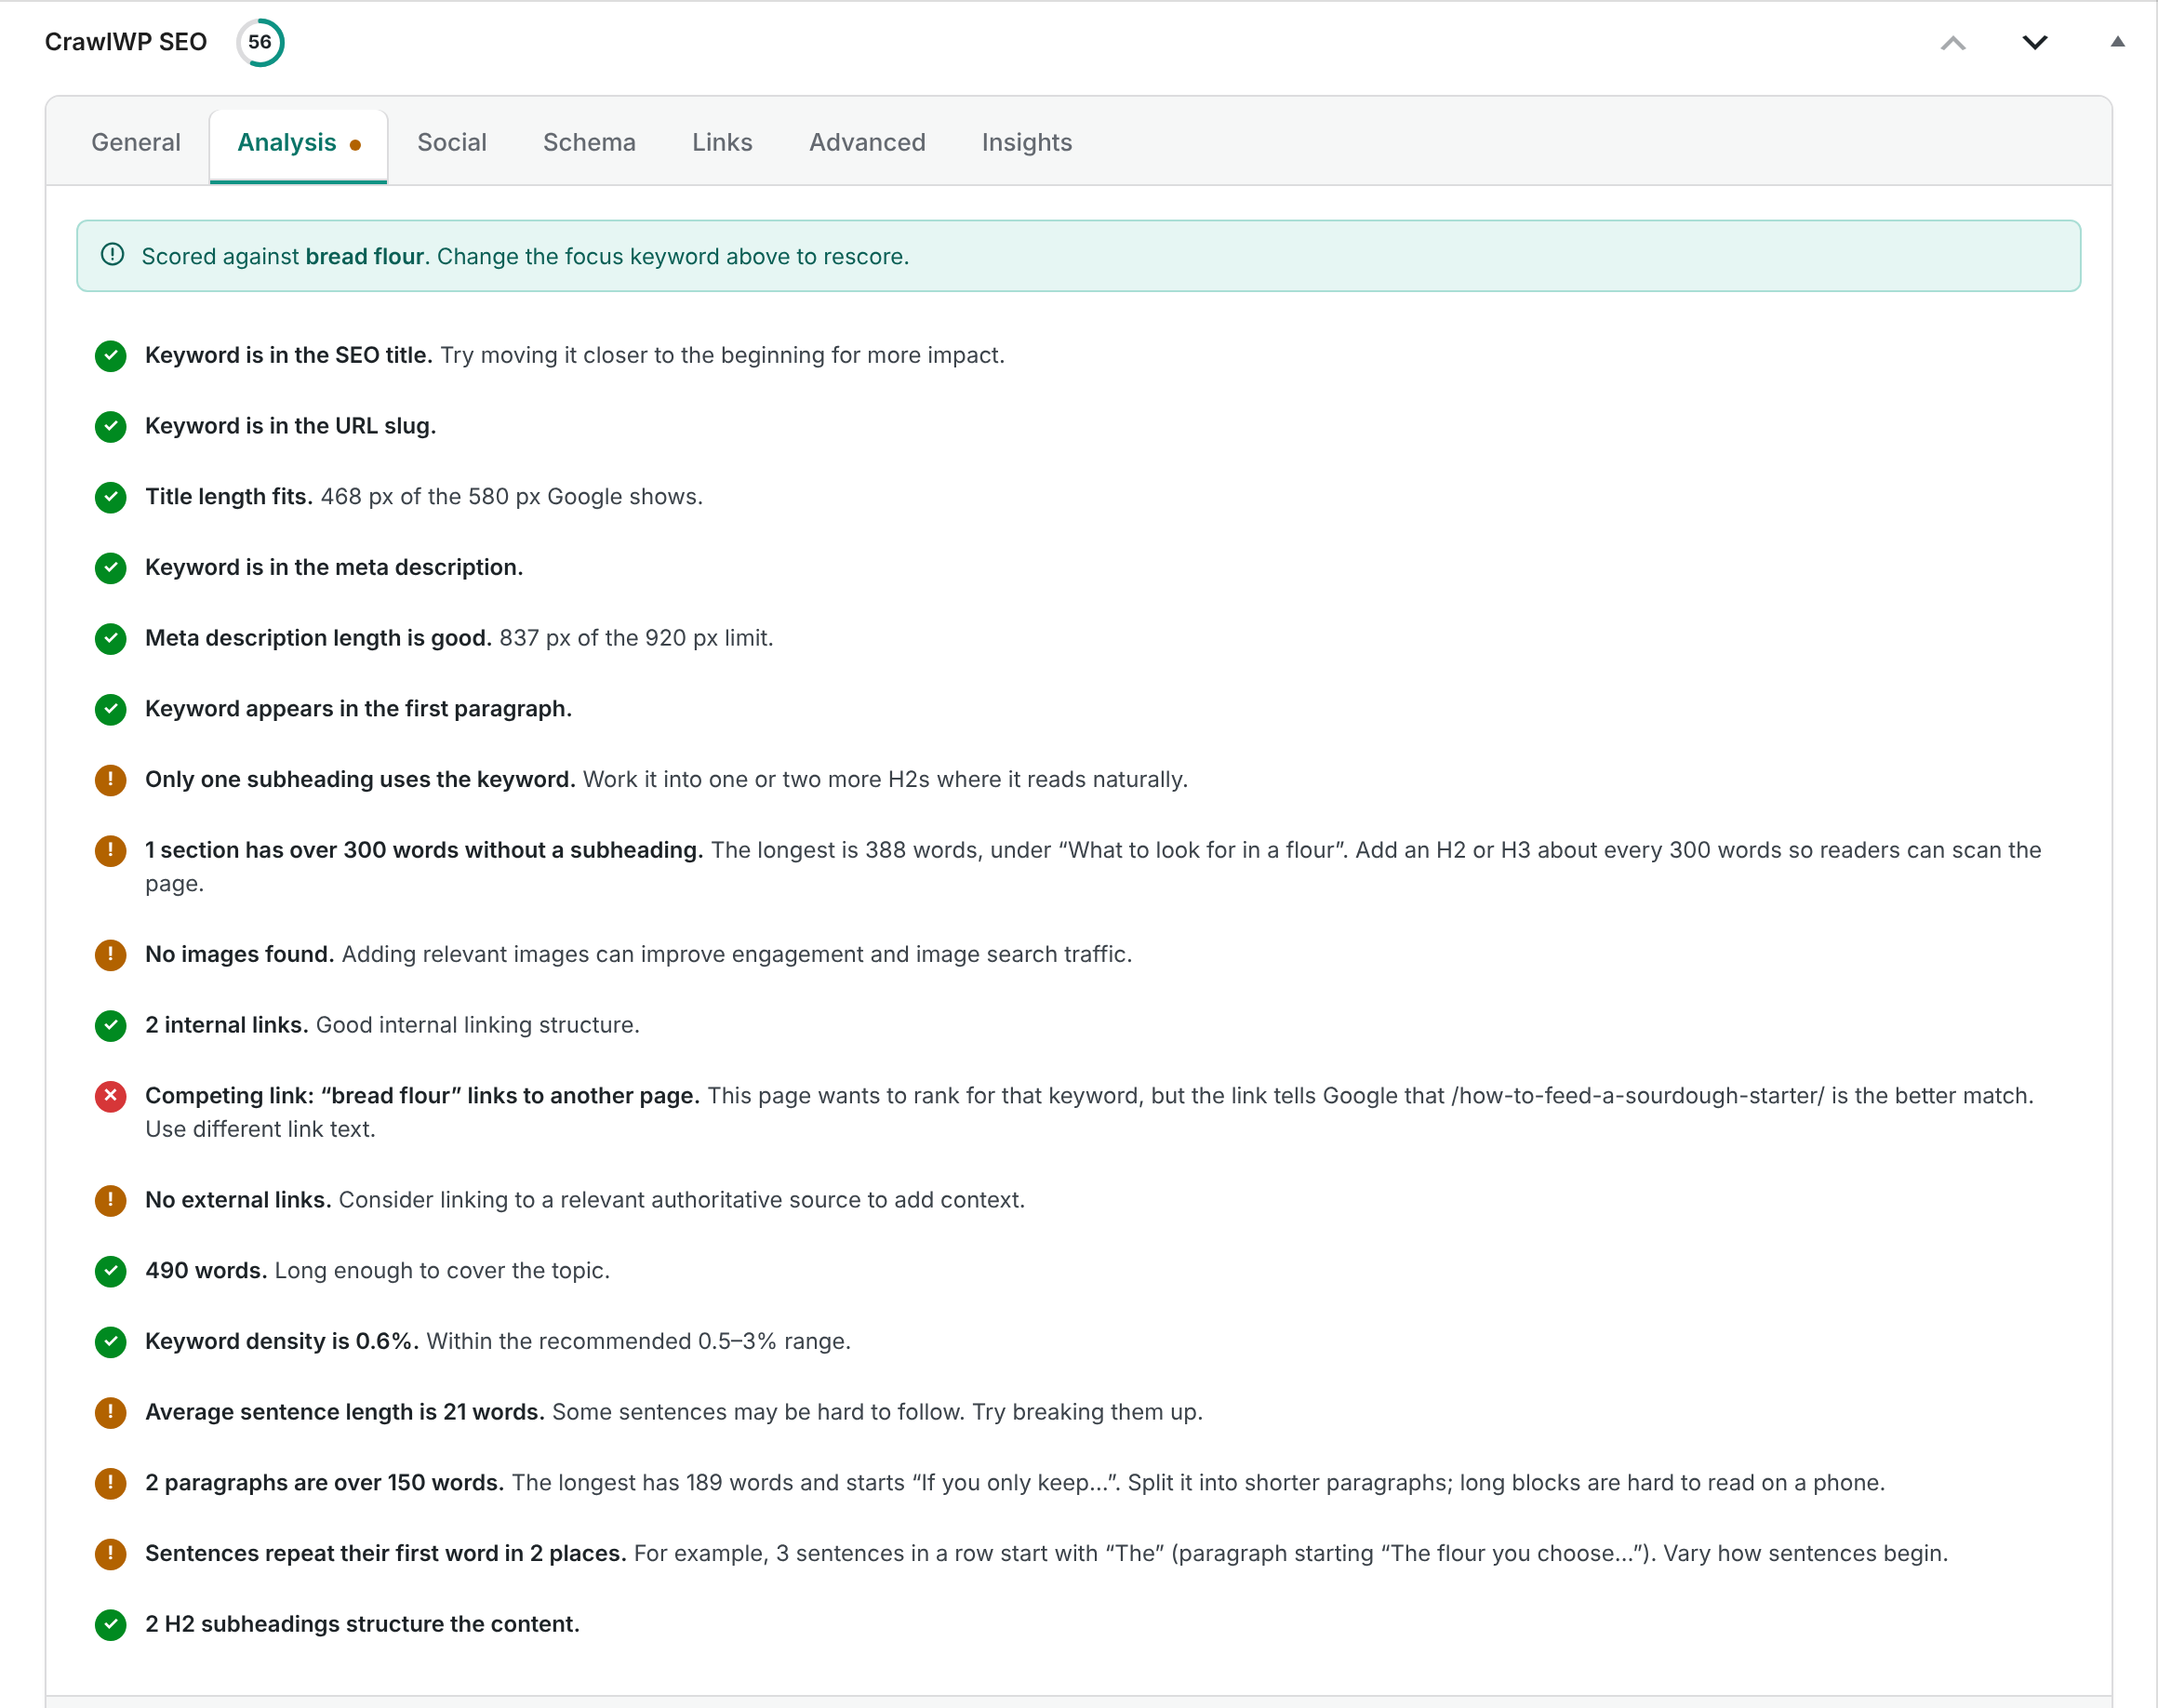 CrawlWP SEO 56
General Analysis Social Schema Links Advanced Insights
Scored against bread flour. Change the focus keyword above to rescore.
Keyword is in the SEO title. Try moving it closer to the beginning for more impact.
Keyword is in the URL slug.
Title length fits. 468 px of the 580 px Google shows.
Keyword is in the meta description.
Meta description length is good. 837 px of the 920 px limit.
Keyword appears in the first paragraph.
Only one subheading uses the keyword. Work it into one or two more H2s where it reads naturally.
1 section has over 300 words without a subheading. The longest is 388 words, under “What to look for in a flour”. Add an H2 or H3 about every 300 words so readers can scan the
page.
No images found. Adding relevant images can improve engagement and image search traffic.
2 internal links. Good internal linking structure.
Competing link: “bread flour” links to another page. This page wants to rank for that keyword, but the link tells Google that /how-to-feed-a-sourdough-starter/ is the better match.
Use different link text.
No external links. Consider linking to a relevant authoritative source to add context.
490 words. Long enough to cover the topic.
Keyword density is 0.6%. Within the recommended 0.5–3% range.
Average sentence length is 21 words. Some sentences may be hard to follow. Try breaking them up.
2 paragraphs are over 150 words. The longest has 189 words and starts “If you only keep…”. Split it into shorter paragraphs; long blocks are hard to read on a phone.
Sentences repeat their first word in 2 places. For example, 3 sentences in a row start with “The” (paragraph starting “The flour you choose…”). Vary how sentences begin.
2 H2 subheadings structure the content.